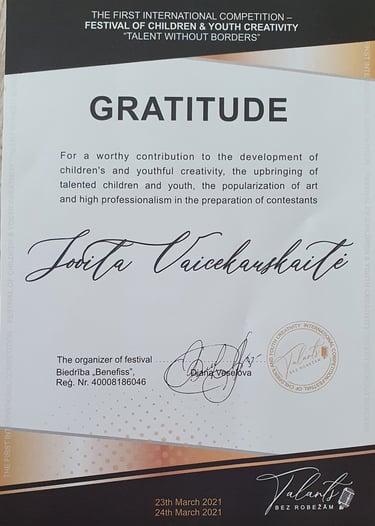 THE FIRST INTERNATIONAL COMPETITION –
FESTIVAL OF CHILDREN & YOUTH CREATIVITY
"TALENT WITHOUT BORDERS"
GRATITUDE
For a worthy contribution to the development of
children's and youthful creativity, the upbringing of
talented children and youth, the popularization of art
and high professionalism in the preparation of contestants
Jovita Vaicekauskaitė
The organizer of festival
Biedrība „Benefiss",
Reģ. Nr. 40008186046
Diana Veselova
Talants
BEZ ROBEŽĀM
23th March 2021
24th March 2021
Talants
BEZ ROBEŽĀM